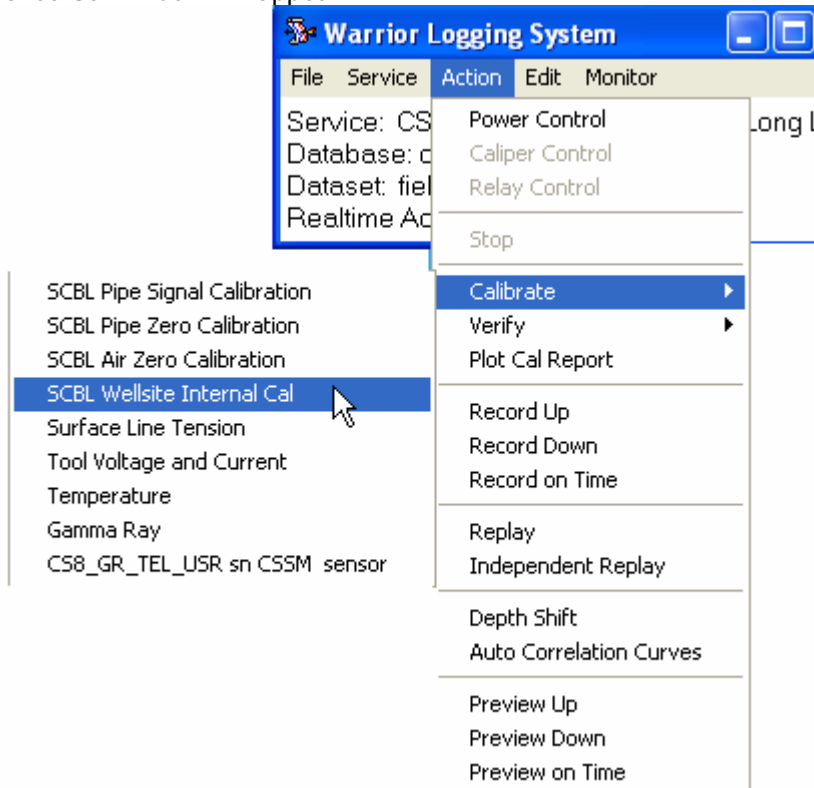 Warrior Logging System
File Service Action Edit Monitor
Service: CS
Long L
Database: c
Dataset: fiel
Realtime Ac
Power Control
Caliper Control
Relay Control
Stop
Calibrate
Verify
Plot Cal Report
Record Up
Record Down
Record on Time
Replay
Independent Replay
Depth Shift
Auto Correlation Curves
Preview Up
Preview Down
Preview on Time
SCBL Pipe Signal Calibration
SCBL Pipe Zero Calibration
SCBL Air Zero Calibration
SCBL Wellsite Internal Cal
Surface Line Tension
Tool Voltage and Current
Temperature
Gamma Ray
CS8_GR_TEL_USR sn CSSM sensor